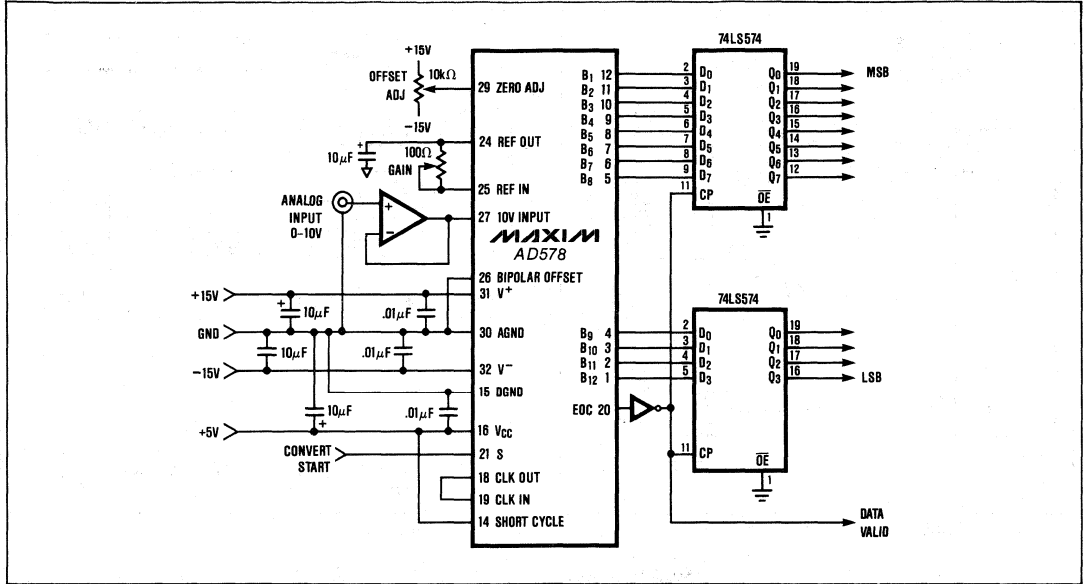 74LS574
+15V
OFFSET ADJ
10kΩ
-15V
29 ZERO ADJ
24 REF OUT
10μF
+
100Ω
GAIN
25 REF IN
ANALOG INPUT 0-10V
+
-
27 10V INPUT
MAXIM
AD578
26 BIPOLAR OFFSET
+15V
31 V+
+
10μF
.01μF
GND
30 AGND
10μF
.01μF
-15V
32 V-
15 DGND
10μF
+
.01μF
+5V
16 VCC
CONVERT START
21 S
18 CLK OUT
19 CLK IN
14 SHORT CYCLE
B1 12
B2 11
B3 10
B4 9
B5 8
B6 7
B7 6
B8 5
2 D0 Q0 19 MSB
3 D1 Q1 18
4 D2 Q2 17
5 D3 Q3 16
6 D4 Q4 15
7 D5 Q5 14
8 D6 Q6 13
9 D7 Q7 12
11 CP
OE
1
74LS574
B9 4
B10 3
B11 2
B12 1
2 D0 Q0 19
3 D1 Q1 18
4 D2 Q2 17
5 D3 Q3 16 LSB
EOC 20
11 CP
OE
1
DATA VALID